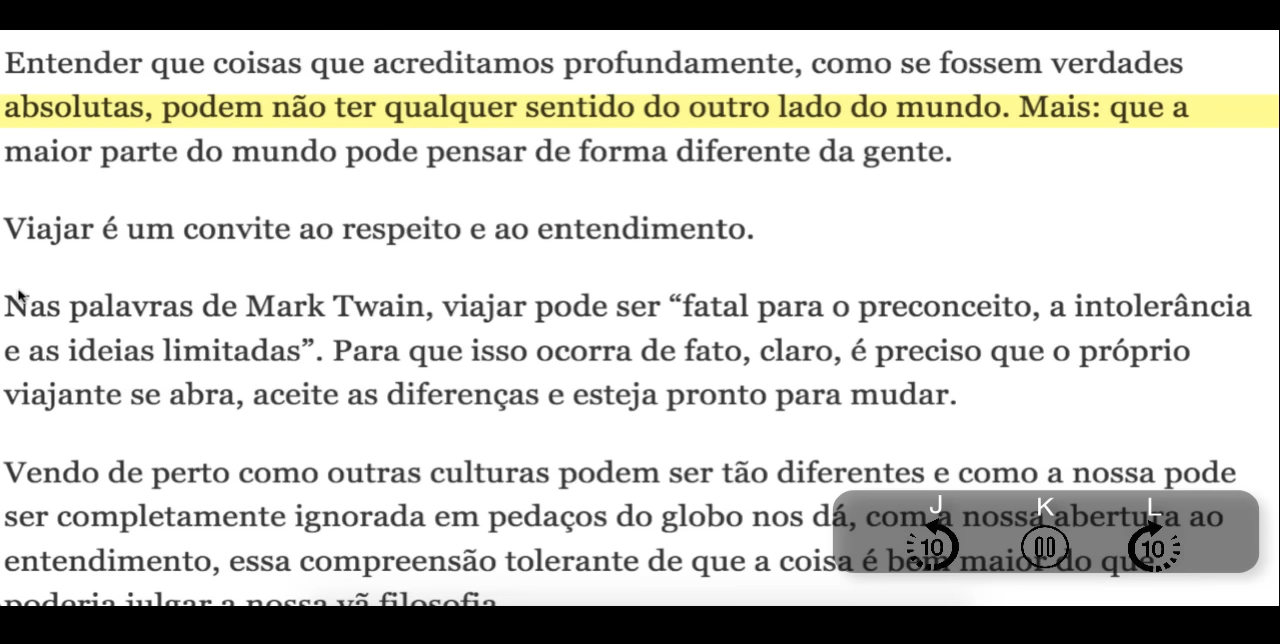 Entender que coisas que acreditamos profundamente, como se fossem verdades
absolutas, podem não ter qualquer sentido do outro lado do mundo. Mais: que a
maior parte do mundo pode pensar de forma diferente da gente.
Viajar é um convite ao respeito e ao entendimento.
Nas palavras de Mark Twain, viajar pode ser “fatal para o preconceito, a intolerância
e as ideias limitadas”. Para que isso ocorra de fato, claro, é preciso que o próprio
viajante se abra, aceite as diferenças e esteja pronto para mudar.
Vendo de perto como outras culturas podem ser tão diferentes e como a nossa pode
ser completamente ignorada em pedaços do globo nos dá, com a nossa abertura ao
entendimento, essa compreensão tolerante de que a coisa é bem maior do que
poderia julgar a nossa vã filosofia
J K L
10 10